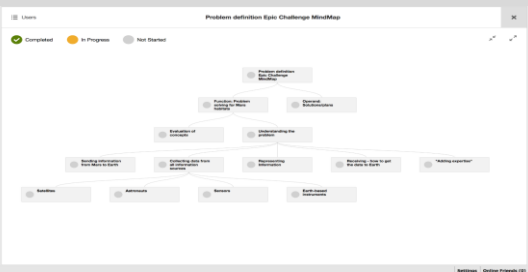 Users
Problem definition Epic Challenge MindMap
Completed
In Progress
Not Started
Problem definition
Epic Challenge
MindMap
Function: Problem
solving for Mars
habitats
Operand:
Solutions/plans
Evaluation of
concepts
Understanding the
problem
Sending information
from Mars to Earth
Collecting data from
all information
sources
Representing
information
Receiving - how to get
the data to Earth
"Adding expertise"
Satellites
Astronauts
Sensors
Earth-based
instruments
Settings
Online Friends (0)